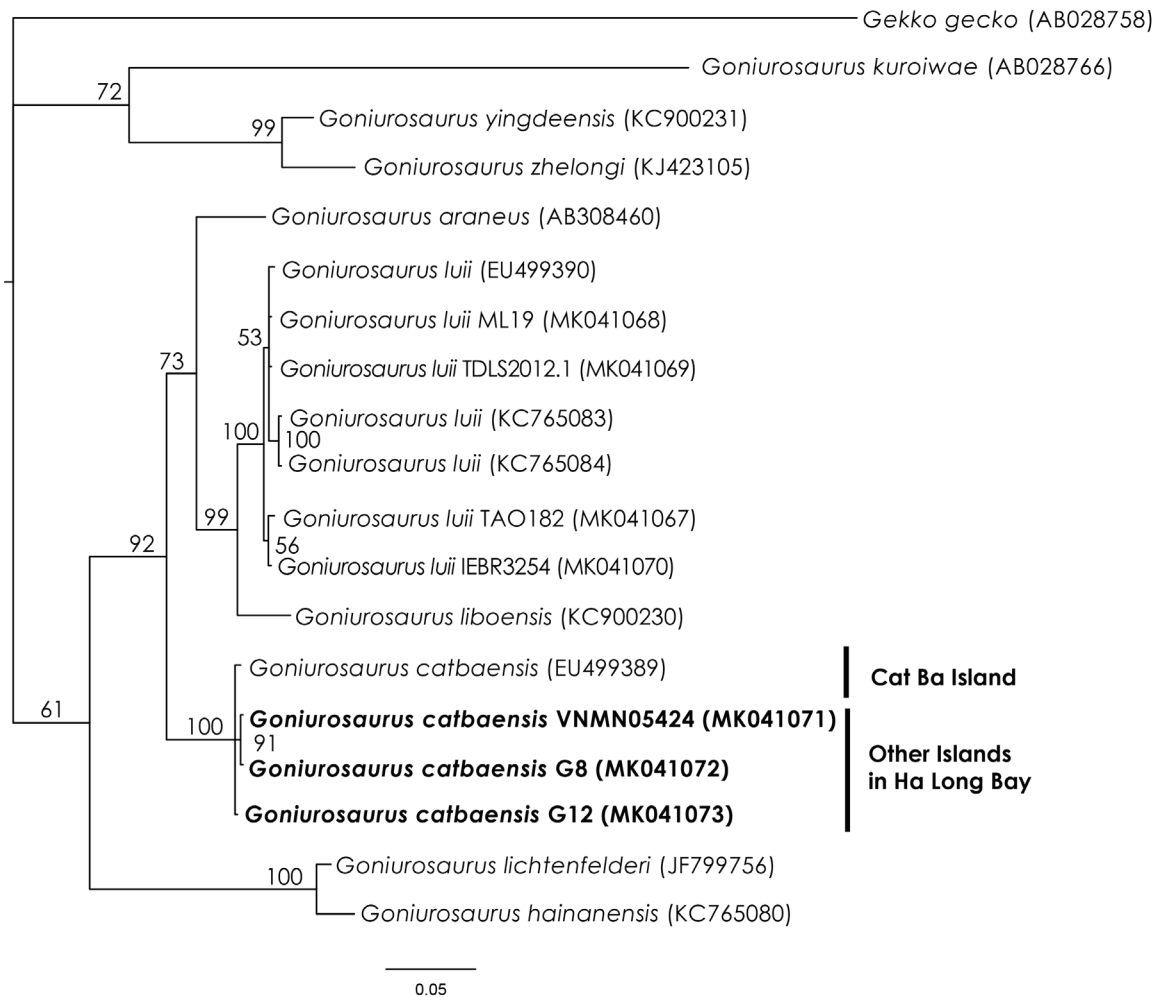 Gekko gecko (AB028758)
Goniurosaurus kuroiwae (AB028766)
72
Goniurosaurus yingdeensis (KC900231)
99
Goniurosaurus zhelongi (KJ423105)
Goniurosaurus araneus (AB308460)
Goniurosaurus luii (EU499390)
Goniurosaurus luii ML19 (MK041068)
53
73
Goniurosaurus luii TDLS2012.1 (MK041069)
Goniurosaurus luii (KC765083)
100
100
Goniurosaurus luii (KC765084)
99
Goniurosaurus luii TAO182 (MK041067)
92
56
Goniurosaurus luii IEBR3254 (MK041070)
Goniurosaurus liboensis (KC900230)
Goniurosaurus catbaensis (EU499389)
Cat Ba Island
61
Goniurosaurus catbaensis VNMN05424 (MK041071)
100
91
Goniurosaurus catbaensis G8 (MK041072)
Other Islands
in Ha Long Bay
Goniurosaurus catbaensis G12 (MK041073)
Goniurosaurus lichtenfelderi (JF799756)
100
Goniurosaurus hainanensis (KC765080)
0.05